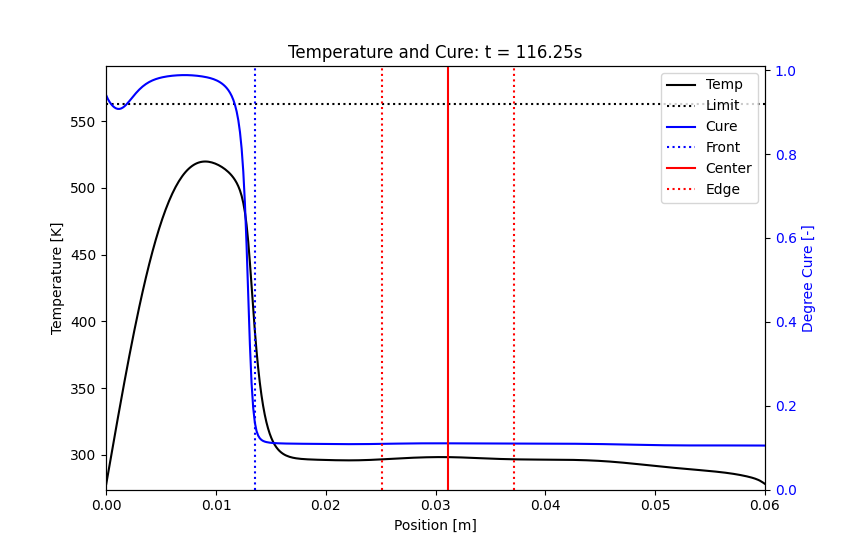 Temperature and Cure: t = 116.25s
Temp
Limit
Cure
Front
Center
Edge
Temperature [K]
550
500
450
400
350
300
Degree Cure [-]
1.0
0.8
0.6
0.4
0.2
0.0
0.00 0.01 0.02 0.03 0.04 0.05 0.06
Position [m]